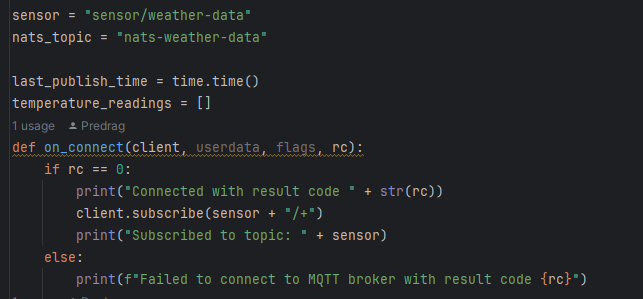 sensor = "sensor/weather-data"
nats_topic = "nats-weather-data"
last_publish_time = time.time()
temperature_readings = []
1 usage Predrag
def on_connect(client, userdata, flags, rc):
    if rc == 0:
        print("Connected with result code " + str(rc))
        client.subscribe(sensor + "/+")
        print("Subscribed to topic: " + sensor)
    else:
        print(f"Failed to connect to MQTT broker with result code {rc}")